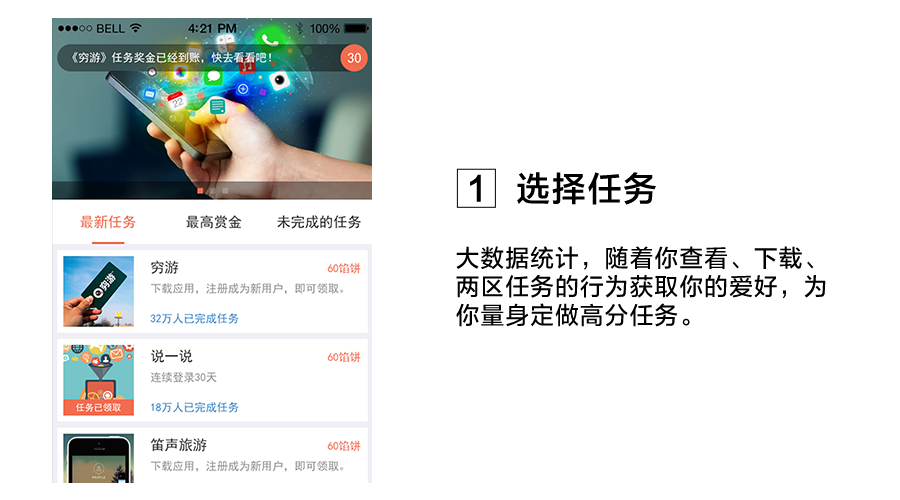 ●●●○○ BELL 4:21 PM 100%
《穷游》任务奖金已经到账，快去看看吧！ 30
22
最新任务 最高赏金 未完成的任务
穷游 60馅饼
下载应用，注册成为新用户，即可领取。
32万人已完成任务
穷游
说一说 60馅饼
连续登录30天
18万人已完成任务
任务已领取
笛声旅游 60馅饼
下载应用，注册成为新用户，即可领取。
1 选择任务
大数据统计，随着你查看、下载、
两区任务的行为获取你的爱好，为
你量身定做高分任务。